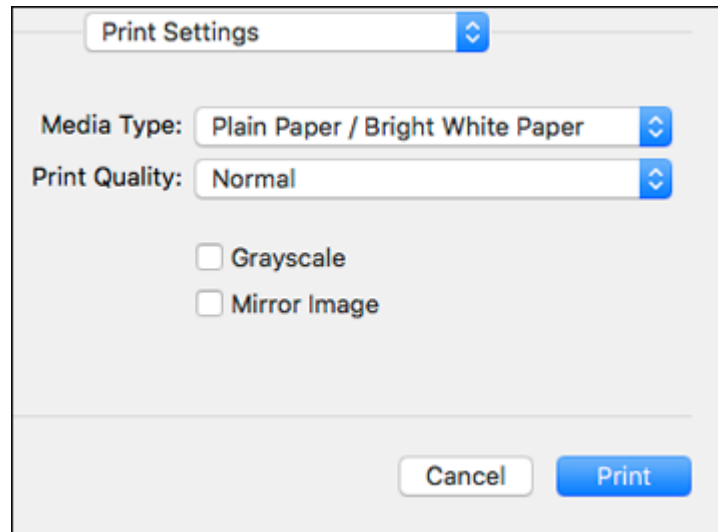 Print Settings
Media Type: Plain Paper / Bright White Paper
Print Quality: Normal
Grayscale
Mirror Image
Cancel Print